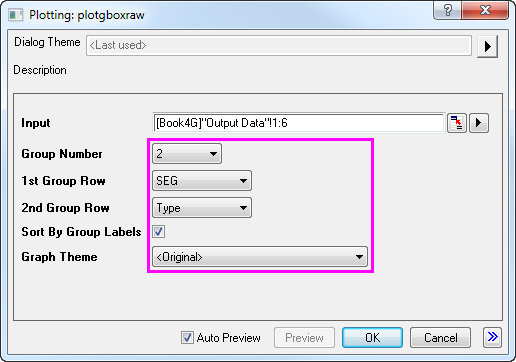 Plotting: plotgboxraw
Dialog Theme <Last used>
Description
Input [Book4G]"Output Data"!1:6
Group Number 2
1st Group Row SEG
2nd Group Row Type
Sort By Group Labels
Graph Theme <Original>
Auto Preview Preview OK Cancel